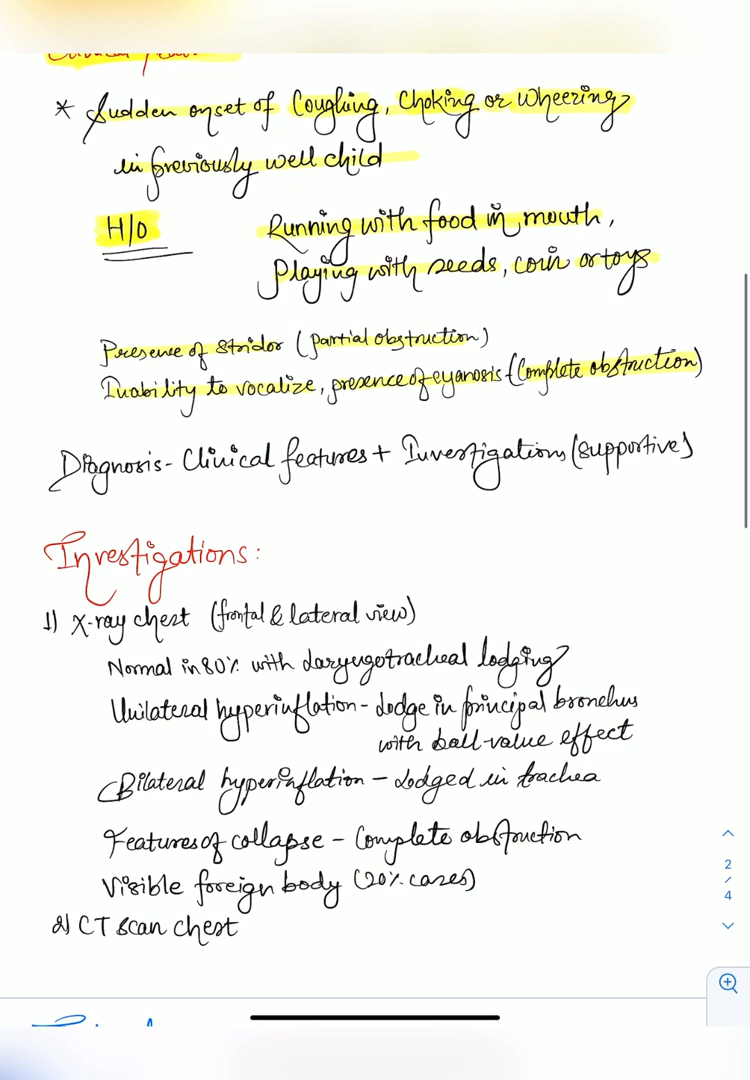 * Sudden onset of Coughing, Choking or Wheezing
in previously well child
H/O Running with food in mouth,
Playing with seeds, coin or toys
Presence of Stridor (Partial obstruction)
Inability to vocalize, presence of cyanosis - (Complete obstruction)
Diagnosis - Clinical features + Investigations (supportive)
Investigations:
1) X-ray chest (frontal & lateral view)
Normal in 80% with Laryngotracheal lodging
Unilateral hyperinflation - Lodge in principal bronchus
with ball-value effect
Bilateral hyperinflation - Lodged in trachea
Features of collapse - Complete obstruction
Visible foreign body (20% cases)
2) CT scan chest
2
/
4